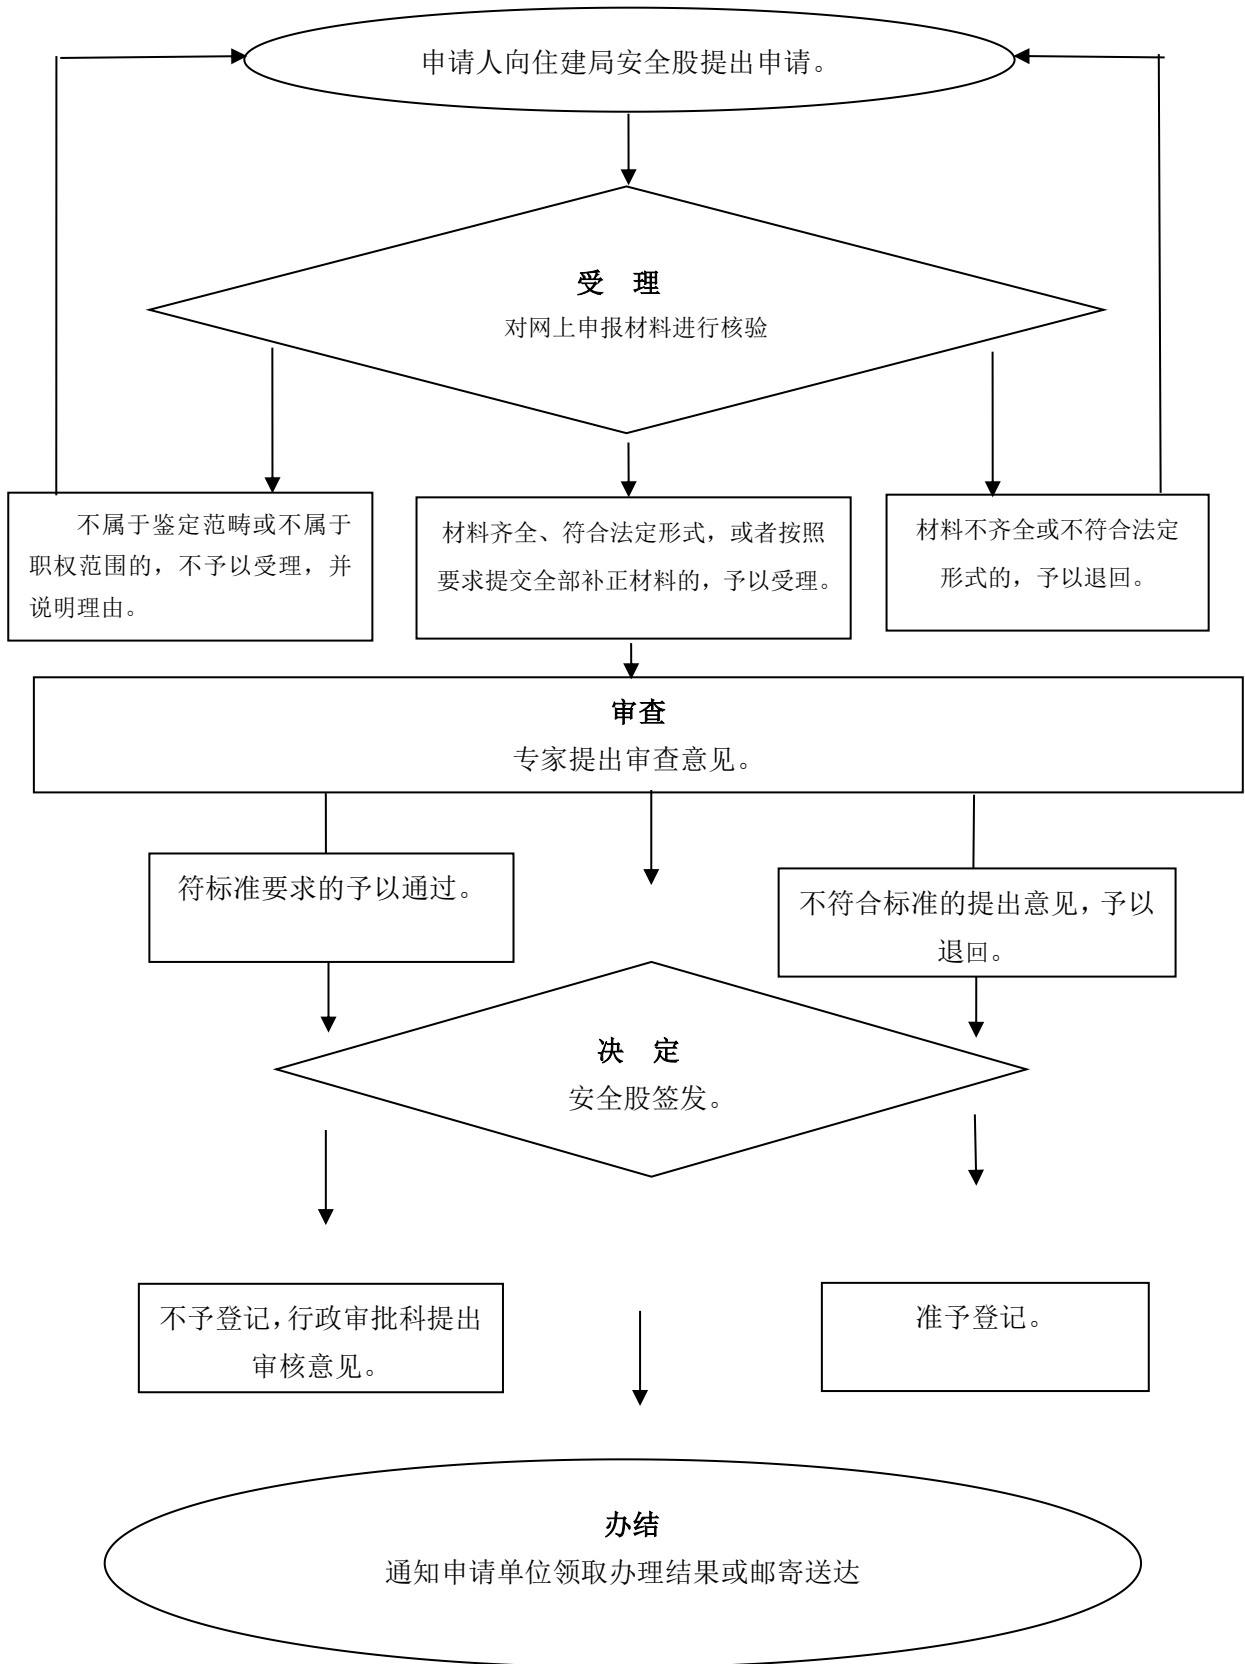 申请人向住建局安全股提出申请。
受 理
对网上申报材料进行核验
不属于鉴定范畴或不属于
职权范围的，不予以受理，并
说明理由。
材料齐全、符合法定形式，或者按照
要求提交全部补正材料的，予以受理。
材料不齐全或不符合法定
形式的，予以退回。
审查
专家提出审查意见。
符标准要求的予以通过。
不符合标准的提出意见，予以
退回。
决 定
安全股签发。
不予登记，行政审批科提出
审核意见。
准予登记。
办结
通知申请单位领取办理结果或邮寄送达